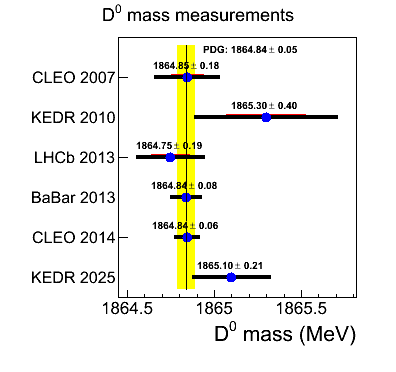 D⁰ mass measurements
PDG: 1864.84 ± 0.05
CLEO 2007
1864.85 ± 0.18
KEDR 2010
1865.30 ± 0.40
LHCb 2013
1864.75 ± 0.19
BaBar 2013
1864.84 ± 0.08
CLEO 2014
1864.84 ± 0.06
KEDR 2025
1865.10 ± 0.21
1864.5 1865 1865.5
D⁰ mass (MeV)